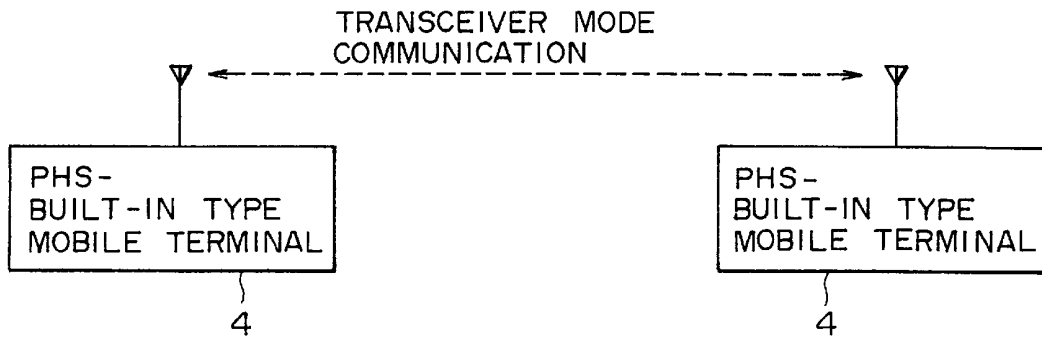 TRANSCEIVER MODE
COMMUNICATION
PHS-
BUILT-IN TYPE
MOBILE TERMINAL
4
PHS-
BUILT-IN TYPE
MOBILE TERMINAL
4